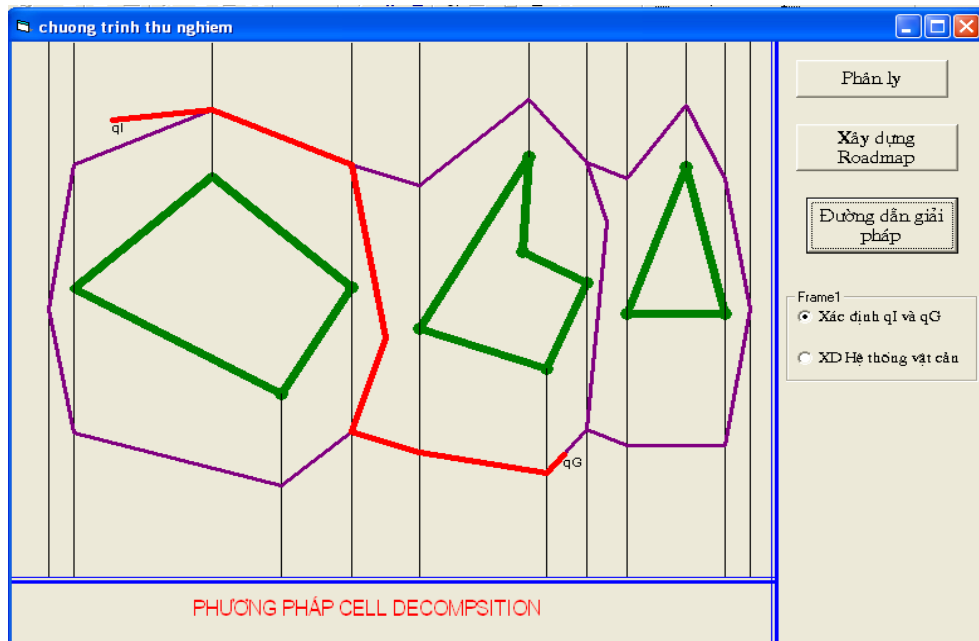 chuong trinh thu nghiem
qI
qG
Phân ly
Xây dựng
Roadmap
Đường dẫn giải
pháp
Frame1
Xác định qI và qG
XD Hệ thống vật cản
PHƯƠNG PHÁP CELL DECOMPSITION